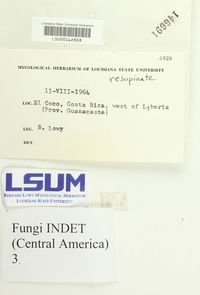 Louisiana State University Herbarium
LSU00142828
146691
4926
MYCOLOGICAL HERBARIUM OF LOUISIANA STATE UNIVERSITY
resupinate
11-VIII-1964
LOC. El Coco, Costa Rica, west of Lyberia
(Prov. Guanacaste)
LEG. B. Lowy
DET.
LSUM
BERNARD LOWY MYCOLOGICAL HERBARIUM
LOUISIANA STATE UNIVERSITY
Fungi INDET
(Central America)
3